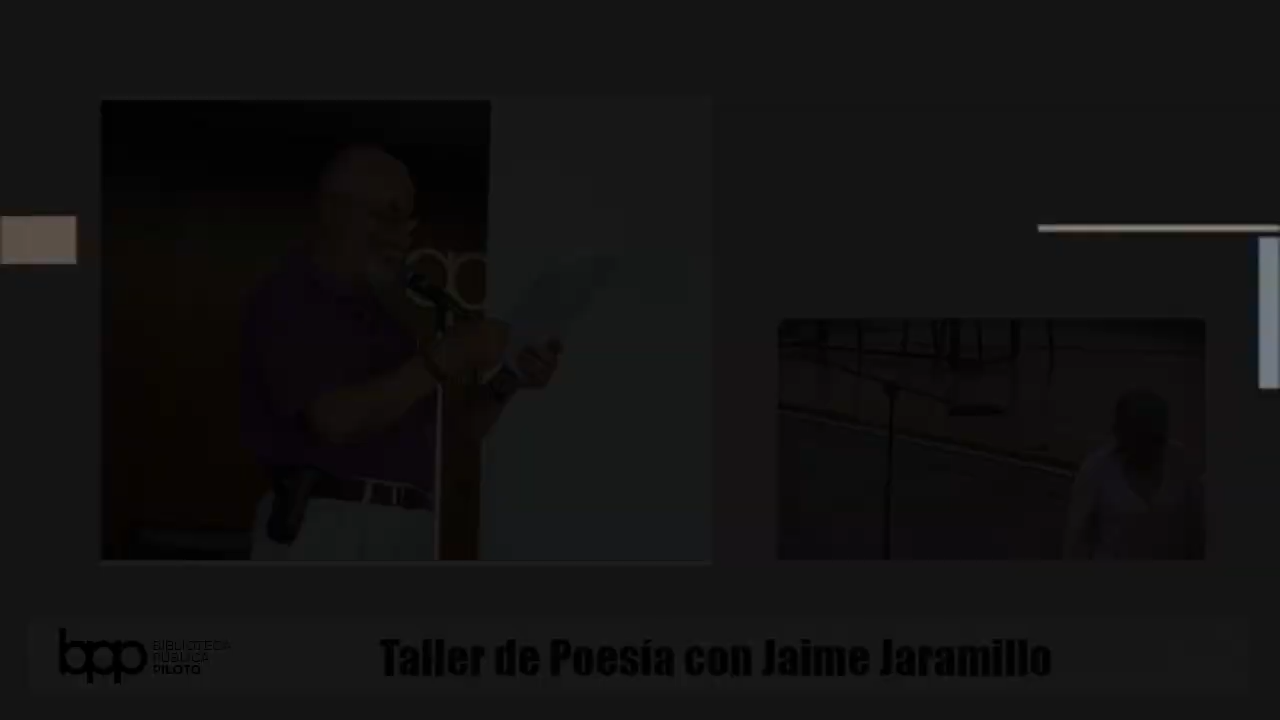 bpp
BIBLIOTECA
PÚBLICA
PILOTO
Taller de Poesía con Jaime Jaramillo